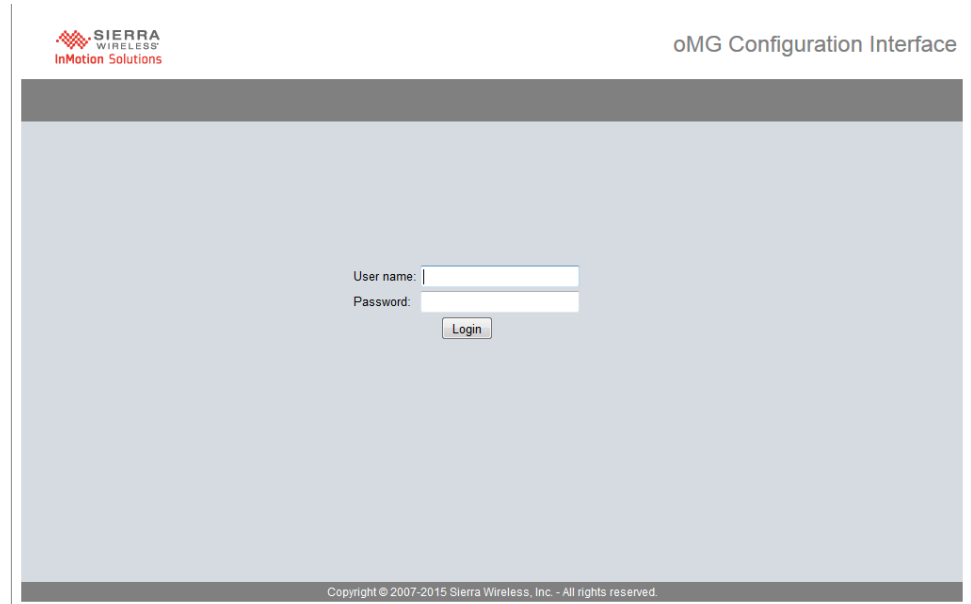 SIERRA
WIRELESS
InMotion Solutions
oMG Configuration Interface
User name:
Password:
Login
Copyright © 2007-2015 Sierra Wireless, Inc. - All rights reserved.